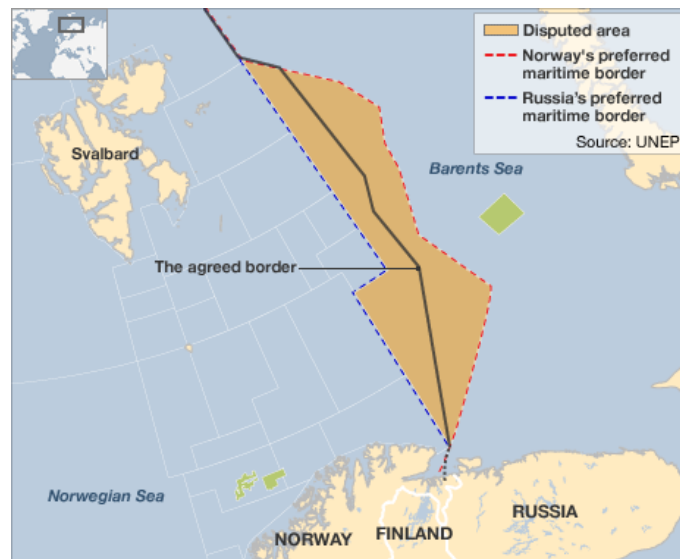 Disputed area
Norway's preferred
maritime border
Russia's preferred
maritime border
Source: UNEP
Svalbard
Barents Sea
The agreed border
Norwegian Sea
NORWAY
FINLAND
RUSSIA